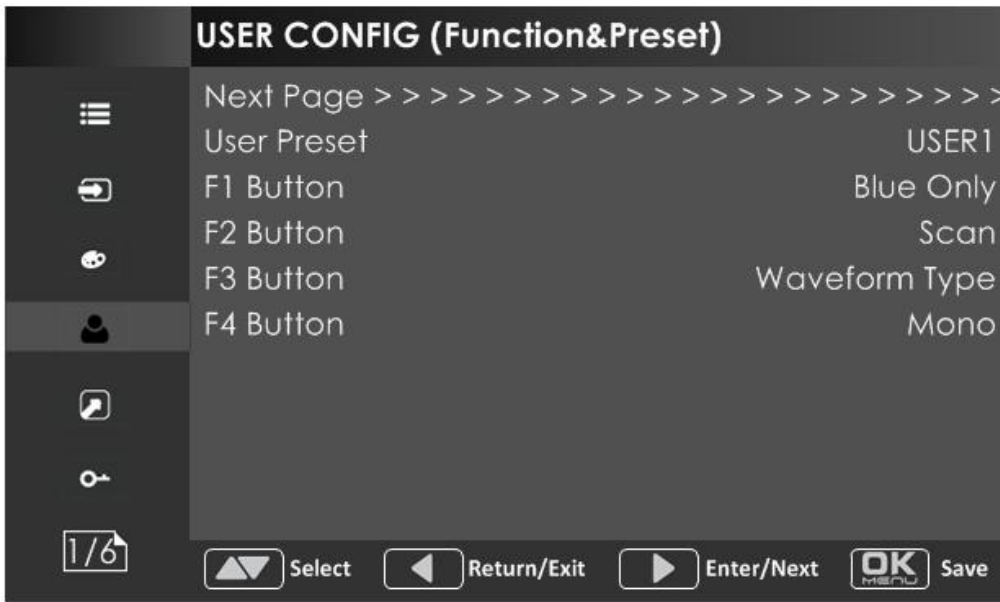 USER CONFIG (Function&Preset)
Next Page > > > > > > > > > > > > > > > > > > > > > > >
User Preset USER1
F1 Button Blue Only
F2 Button Scan
F3 Button Waveform Type
F4 Button Mono
1/6
Select Return/Exit Enter/Next OK MENU Save